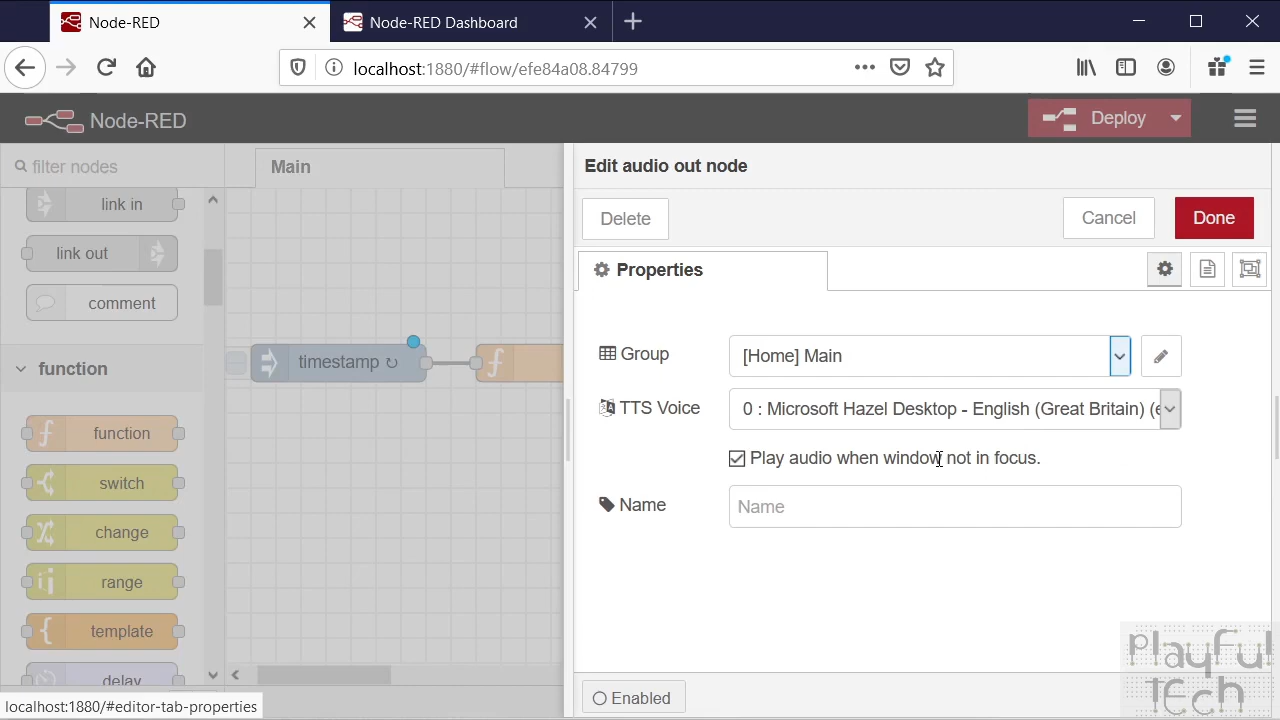 Node-RED
Node-RED Dashboard
localhost:1880/#flow/efe84a08.84799
Node-RED
Deploy
filter nodes
Main
link in
link out
comment
function
function
switch
change
range
template
delay
timestamp ↻
Edit audio out node
Delete
Cancel
Done
Properties
Group
[Home] Main
TTS Voice
0 : Microsoft Hazel Desktop - English (Great Britain) (e
Play audio when window not in focus.
Name
Name
Enabled
localhost:1880/#editor-tab-properties
playful
tech